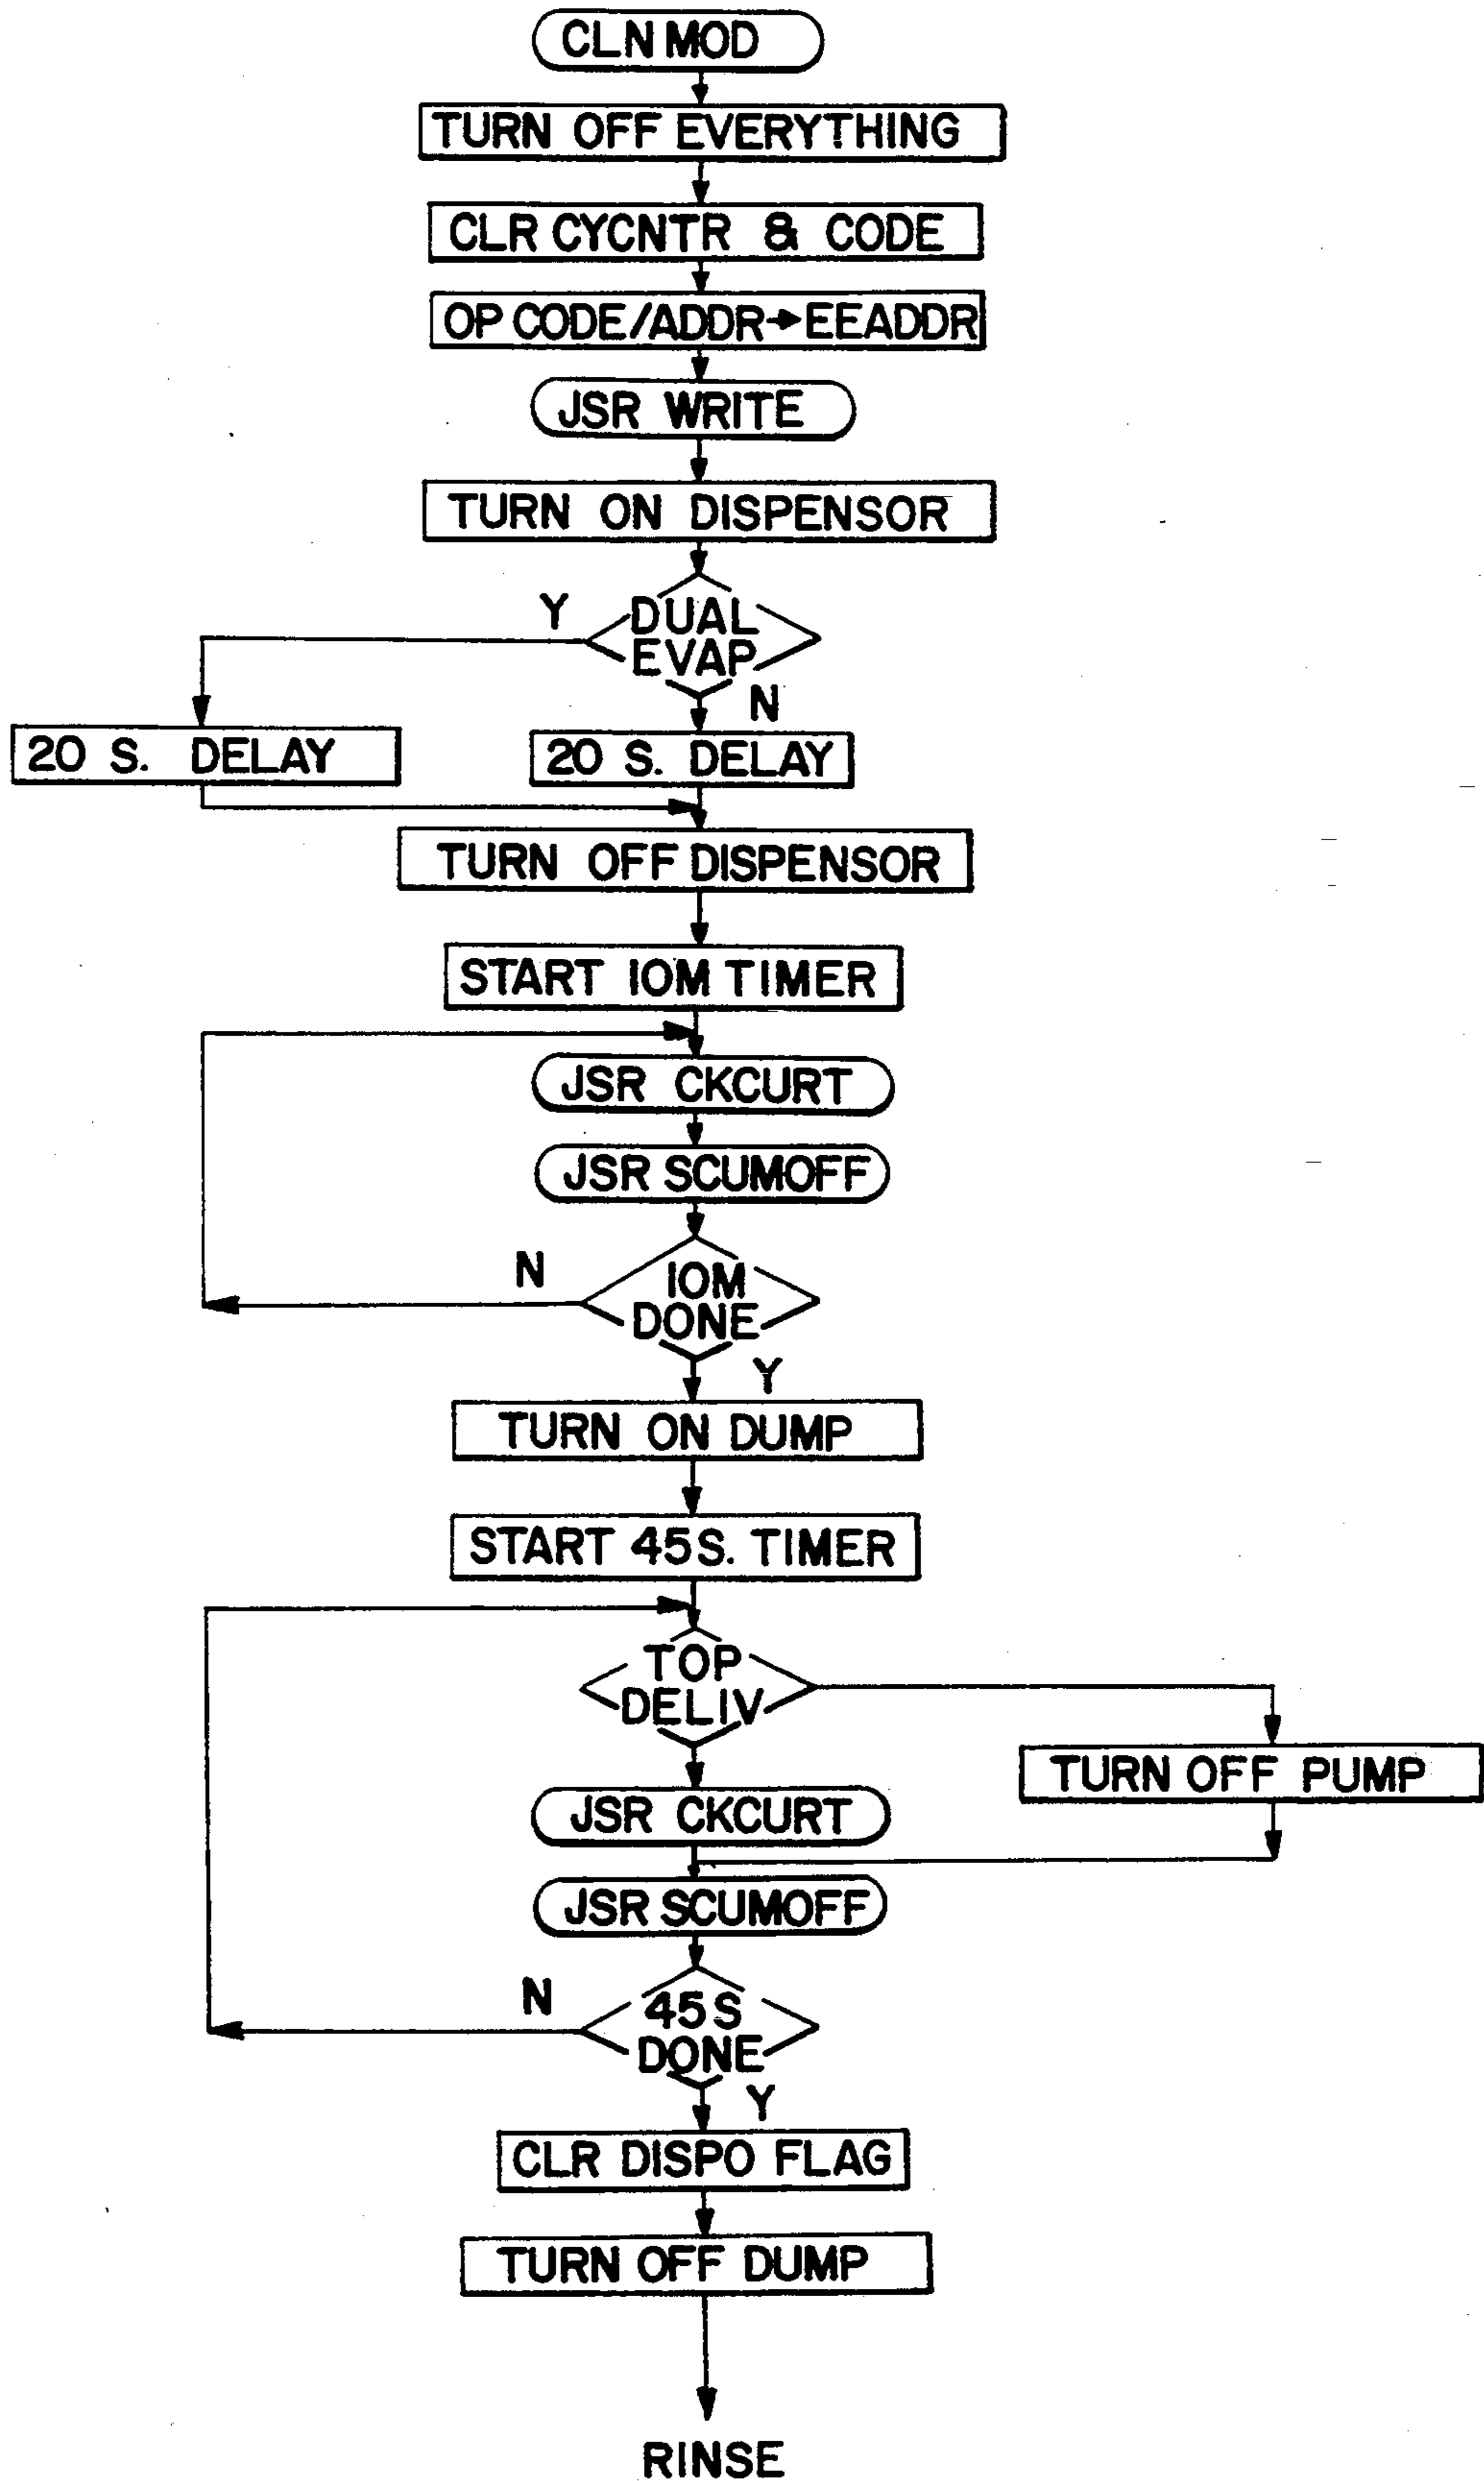 CLN MOD
TURN OFF EVERYTHING
CLR CYCNTR & CODE
OP CODE/ADDR→EEADDR
JSR WRITE
TURN ON DISPENSOR
Y
DUAL
EVAP
N
20 S. DELAY
20 S. DELAY
TURN OFF DISPENSOR
START 10M TIMER
JSR CKCURT
JSR SCUMOFF
N
10M
DONE
Y
TURN ON DUMP
START 45S. TIMER
TOP
DELIV
TURN OFF PUMP
JSR CKCURT
JSR SCUMOFF
N
45S
DONE
Y
CLR DISPO FLAG
TURN OFF DUMP
RINSE